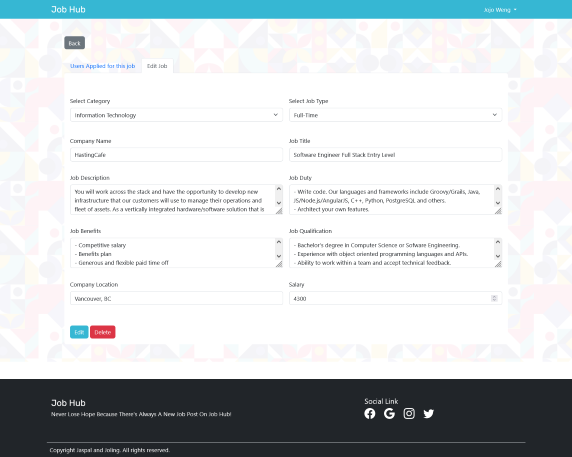 Job Hub
Jojo Wong
Back
Users Applied for this job
Edit Job
Select Category
Select Job Type
Information Technology
Full-Time
Company Name
Job Title
HastingCafe
Software Engineer Full Stack Entry Level
Job Description
Job Duty
You will work across the stack and have the opportunity to develop new
infrastructure that our customers will use to manage their operations and
fleet of assets. As a vertically integrated hardware/software solution that is
- Write code. Our languages and frameworks include Groovy/Grails, Java,
JS/Node.js/AngularJS, C++, Python, PostgreSQL and others.
- Architect your own features.
Job Benefits
Job Qualification
- Competitive salary
- Benefits plan
- Generous and flexible paid time off
- Bachelor's degree in Computer Science or Software Engineering.
- Experience with object oriented programming languages and APIs.
- Ability to work within a team and accept technical feedback.
Company Location
Salary
Vancouver, BC
4300
Edit
Delete
Job Hub
Never Lose Hope Because There's Always A New Job Post On Job Hub!
Social Link
Copyright Jaspal and Joling. All rights reserved.